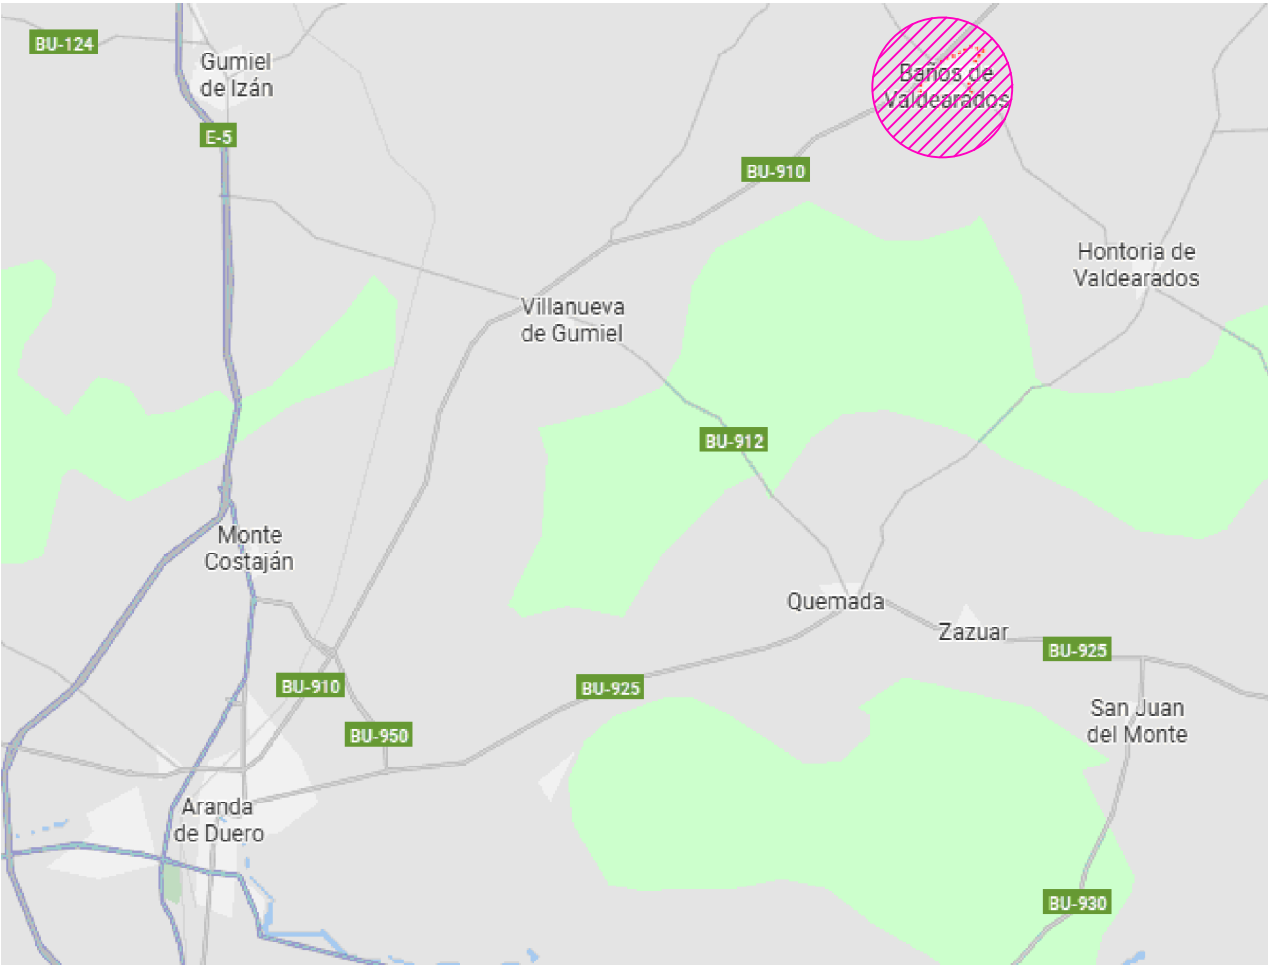 BU-124
Gumiel
de Izán
Baños de
Valdearados
E-5
BU-910
Hontoria de
Valdearados
Villanueva
de Gumiel
BU-912
Monte
Costaján
Quemada
Zazuar
BU-925
BU-910
BU-925
San Juan
del Monte
BU-950
Aranda
de Duero
BU-930